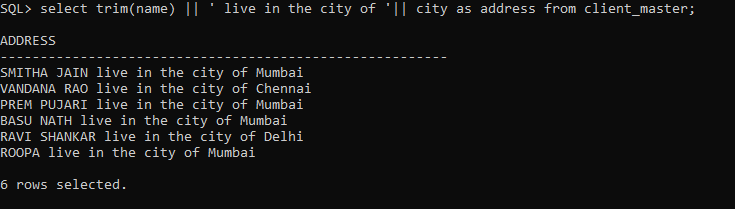 SQL> select trim(name) || ' live in the city of '|| city as address from client_master;
ADDRESS
--------------------------------------------------------
SMITHA JAIN live in the city of Mumbai
VANDANA RAO live in the city of Chennai
PREM PUJARI live in the city of Mumbai
BASU NATH live in the city of Mumbai
RAVI SHANKAR live in the city of Delhi
ROOPA live in the city of Mumbai
6 rows selected.